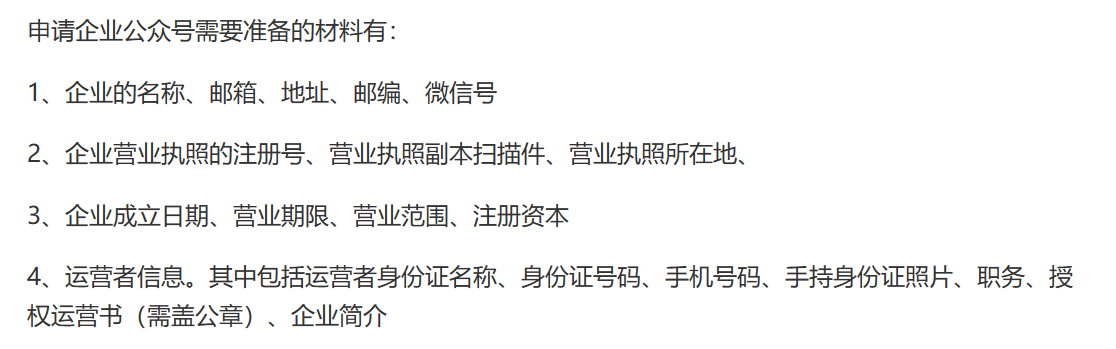 申请企业公众号需要准备的材料有：
1、企业的名称、邮箱、地址、邮编、微信号
2、企业营业执照的注册号、营业执照副本扫描件、营业执照所在地、
3、企业成立日期、营业期限、营业范围、注册资本
4、运营者信息。其中包括运营者身份证名称、身份证号码、手机号码、手持身份证照片、职务、授
权运营书（需盖公章）、企业简介